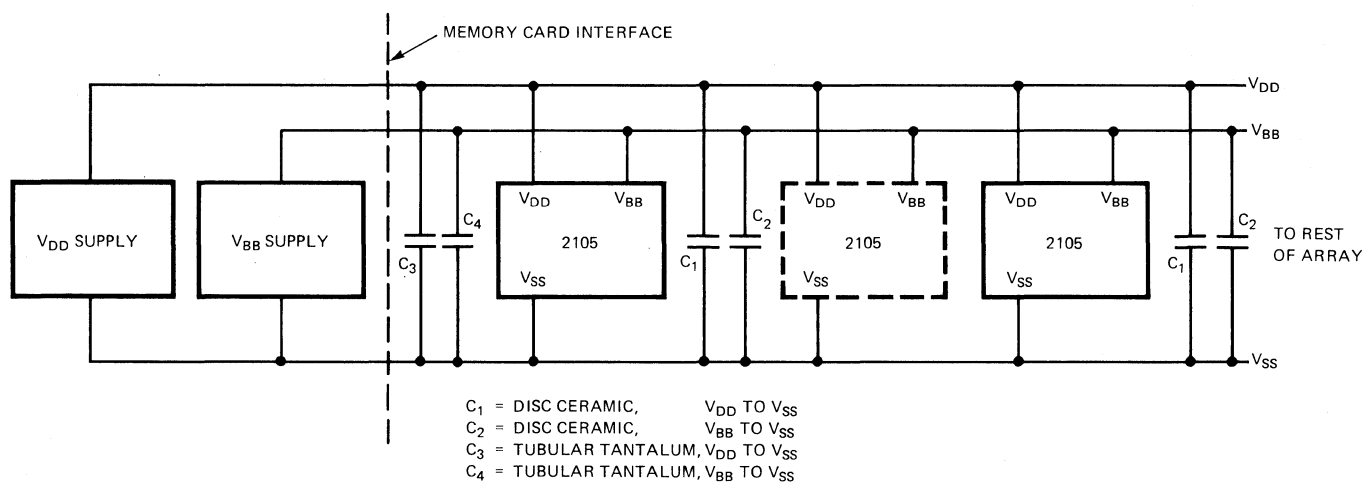 MEMORY CARD INTERFACE
VDD
VBB
VDD SUPPLY
VBB SUPPLY
C3
C4
VDD VBB
2105
VSS
C1
C2
VDD VBB
2105
VSS
VDD VBB
2105
VSS
C1
C2
TO REST
OF ARRAY
VSS
C1 = DISC CERAMIC, VDD TO VSS
C2 = DISC CERAMIC, VBB TO VSS
C3 = TUBULAR TANTALUM, VDD TO VSS
C4 = TUBULAR TANTALUM, VBB TO VSS